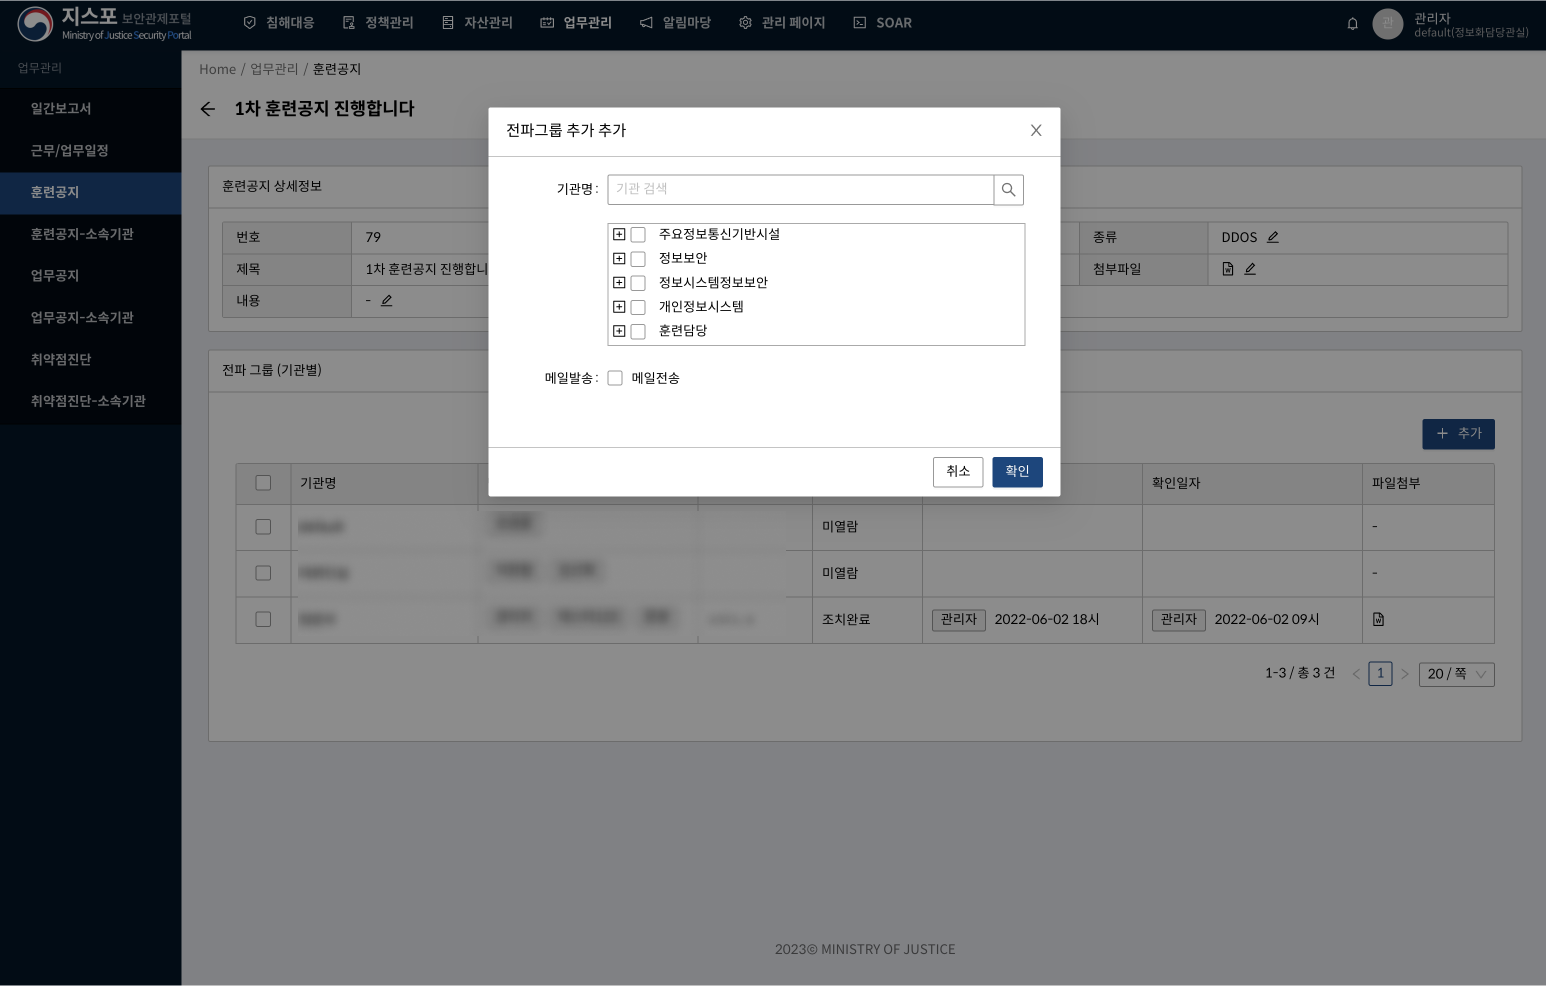 지스포 보안관제포털
Ministry of Justice Security Portal
침해대응
정책관리
자산관리
업무관리
알림마당
관리 페이지
SOAR
관
관리자
default(정보화담당관실)
업무관리
일간보고서
근무/업무일정
훈련공지
훈련공지-소속기관
업무공지
업무공지-소속기관
취약점진단
취약점진단-소속기관
Home / 업무관리 / 훈련공지
1차 훈련공지 진행합니다
훈련공지 상세정보
번호 79
종류 DDOS
제목 1차 훈련공지 진행합니
첨부파일
내용 -
전파그룹 추가 추가
기관명 :
기관 검색
주요정보통신기반시설
정보보안
정보시스템정보보안
개인정보시스템
훈련담당
메일발송 : 메일전송
취소 확인
전파 그룹 (기관별)
+ 추가
기관명 확인일자 파일첨부
미열람 -
미열람 -
조치완료 관리자 2022-06-02 18시 관리자 2022-06-02 09시
1-3 / 총 3 건 < 1 > 20 / 쪽
2023© MINISTRY OF JUSTICE